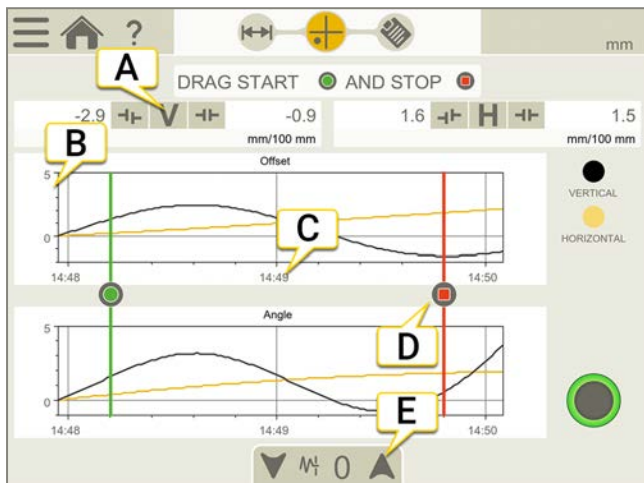 ?
mm
A
DRAG START AND STOP
-2.9 V -0.9
mm/100 mm
1.6 H 1.5
mm/100 mm
B
Offset
5
0
C
14:48 14:49 14:50
VERTICAL
HORIZONTAL
Angle
5
0
D
14:48 14:49 14:50
E
0